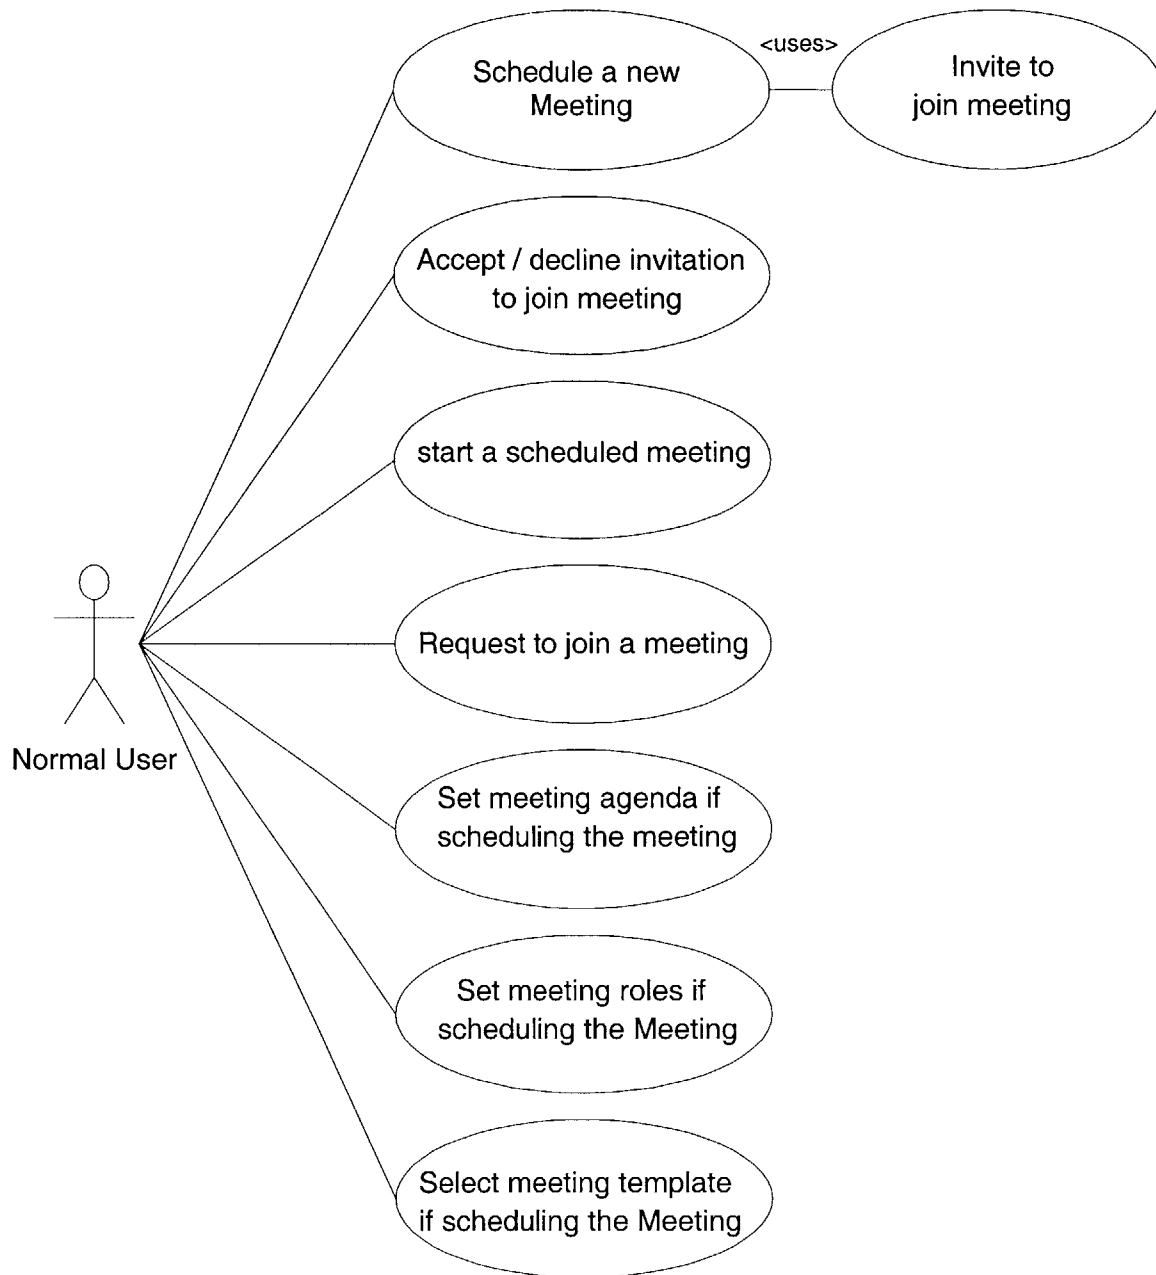 Schedule a new
Meeting
<uses>
Invite to
join meeting
Accept / decline invitation
to join meeting
start a scheduled meeting
Request to join a meeting
Normal User
Set meeting agenda if
scheduling the meeting
Set meeting roles if
scheduling the Meeting
Select meeting template
if scheduling the Meeting